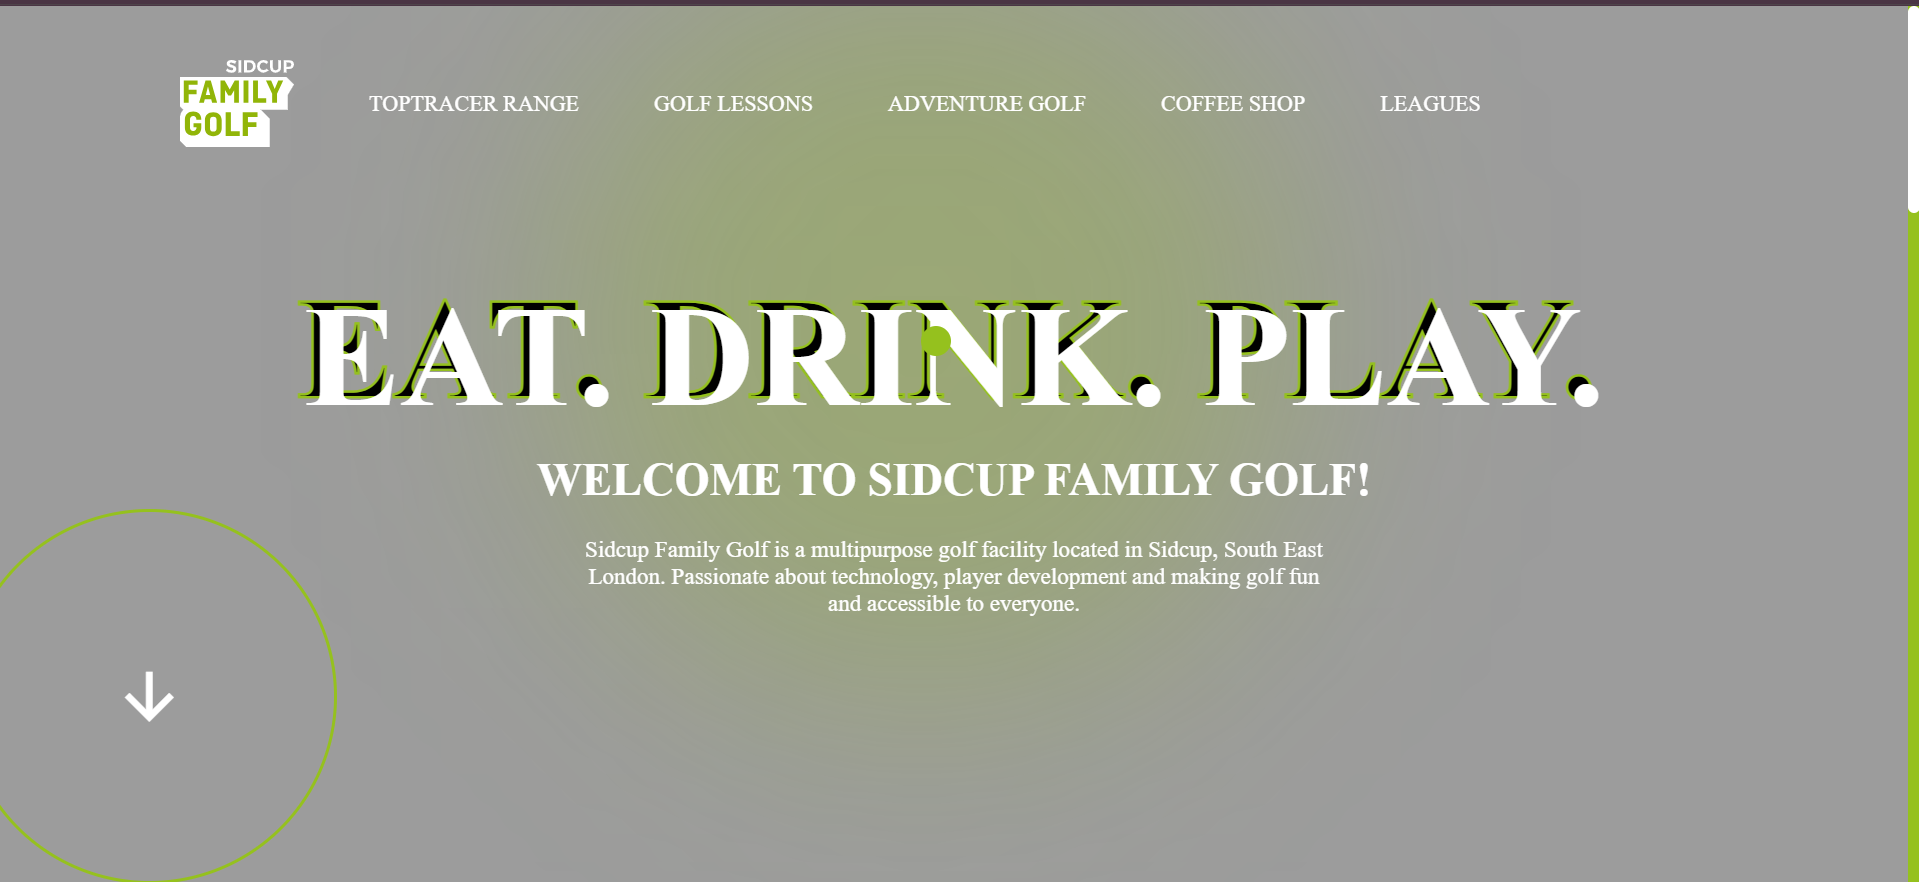 SIDCUP
FAMILY
GOLF
TOPTRACER RANGE
GOLF LESSONS
ADVENTURE GOLF
COFFEE SHOP
LEAGUES
EAT. DRINK. PLAY.
WELCOME TO SIDCUP FAMILY GOLF!
Sidcup Family Golf is a multipurpose golf facility located in Sidcup, South East
London. Passionate about technology, player development and making golf fun
and accessible to everyone.